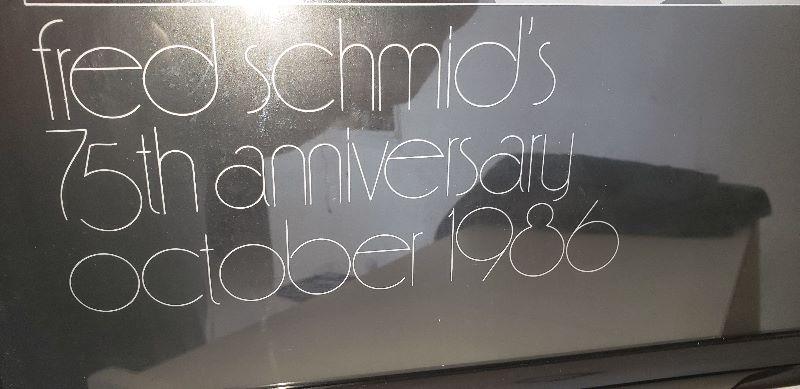 fred schmid's
75th anniversary
october 1986